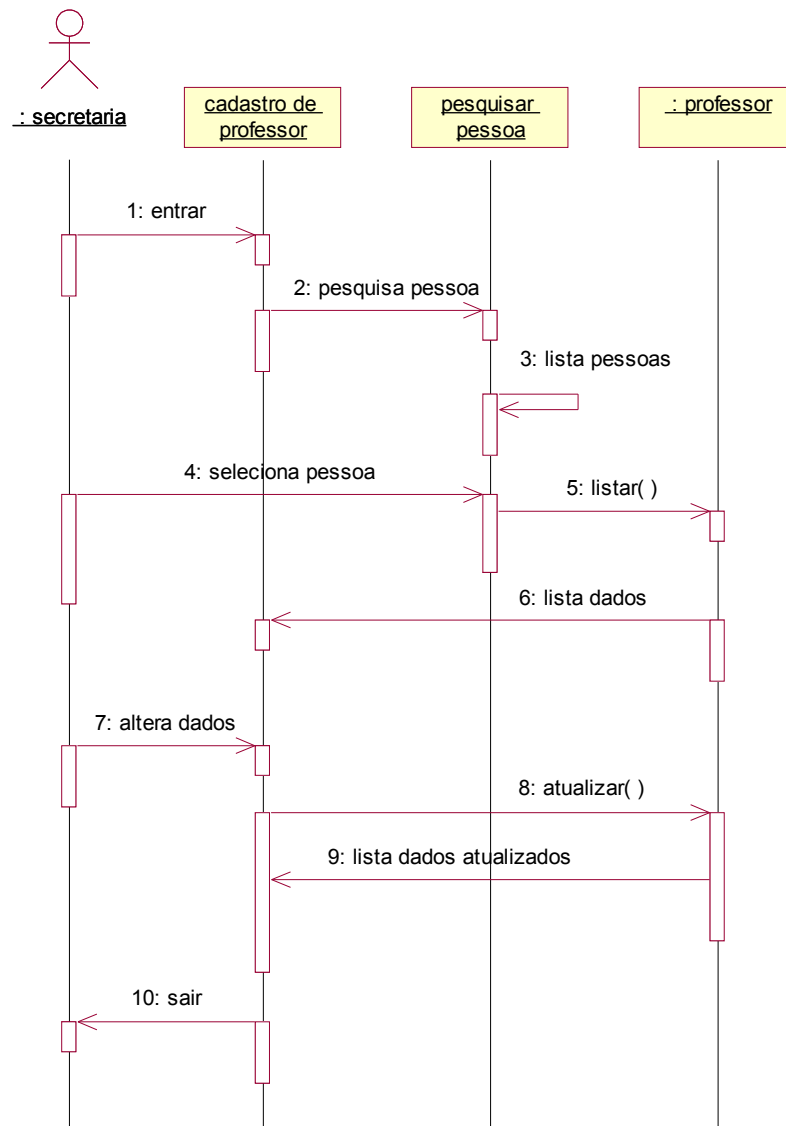 : secretaria
cadastro de
professor
pesquisar
pessoa
: professor
1: entrar
2: pesquisa pessoa
3: lista pessoas
4: seleciona pessoa
5: listar( )
6: lista dados
7: altera dados
8: atualizar( )
9: lista dados atualizados
10: sair